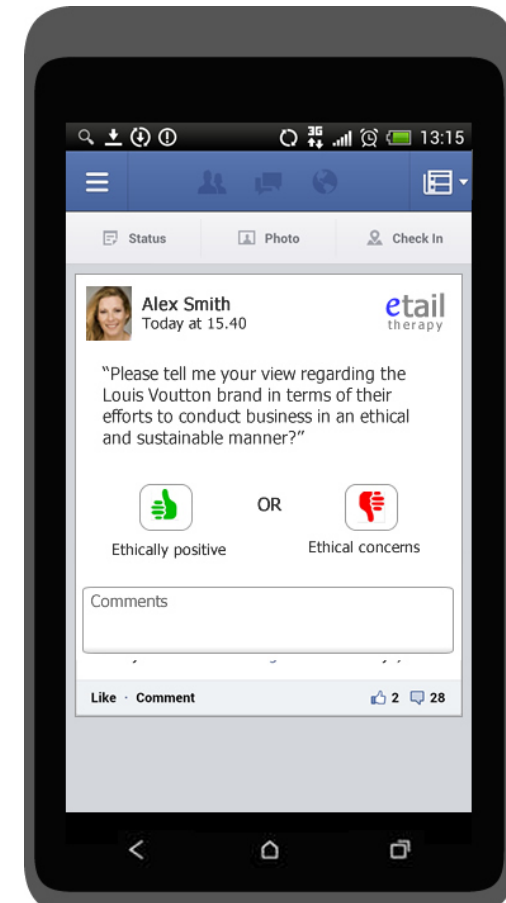 3G 13:15
Status Photo Check In
Alex Smith
Today at 15.40
etail
therapy
“Please tell me your view regarding the
Louis Voutton brand in terms of their
efforts to conduct business in an ethical
and sustainable manner?”
OR
Ethically positive Ethical concerns
Comments
Like · Comment 2 28